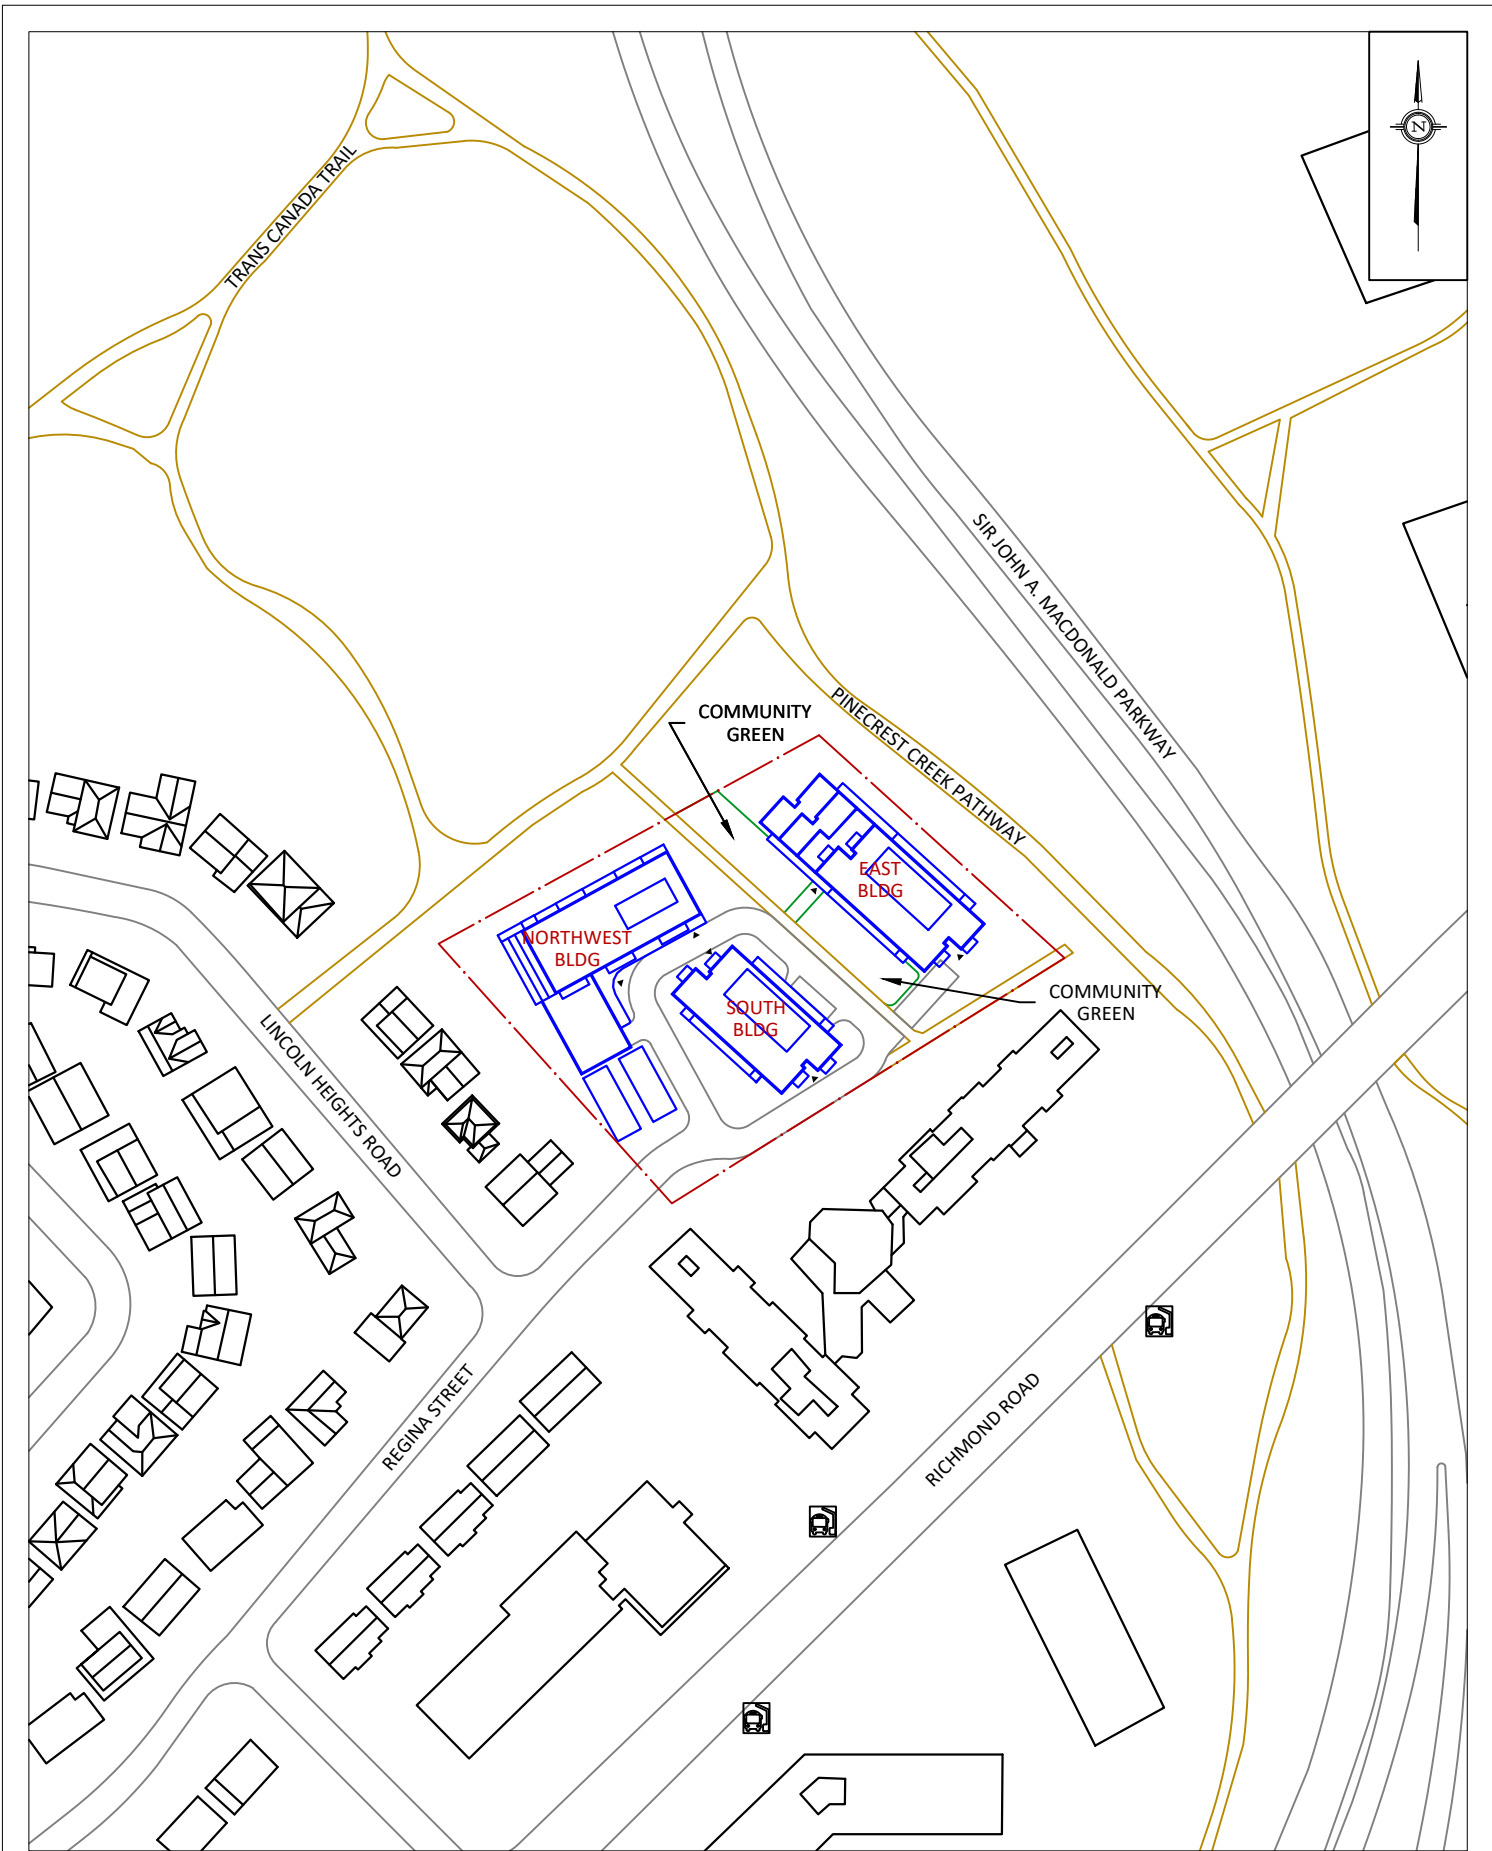 N
TRANS CANADA TRAIL
SIR JOHN A. MACDONALD PARKWAY
PINECREST CREEK PATHWAY
COMMUNITY
GREEN
EAST
BLDG
NORTHWEST
BLDG
SOUTH
BLDG
COMMUNITY
GREEN
LINCOLN HEIGHTS ROAD
REGINA STREET
RICHMOND ROAD